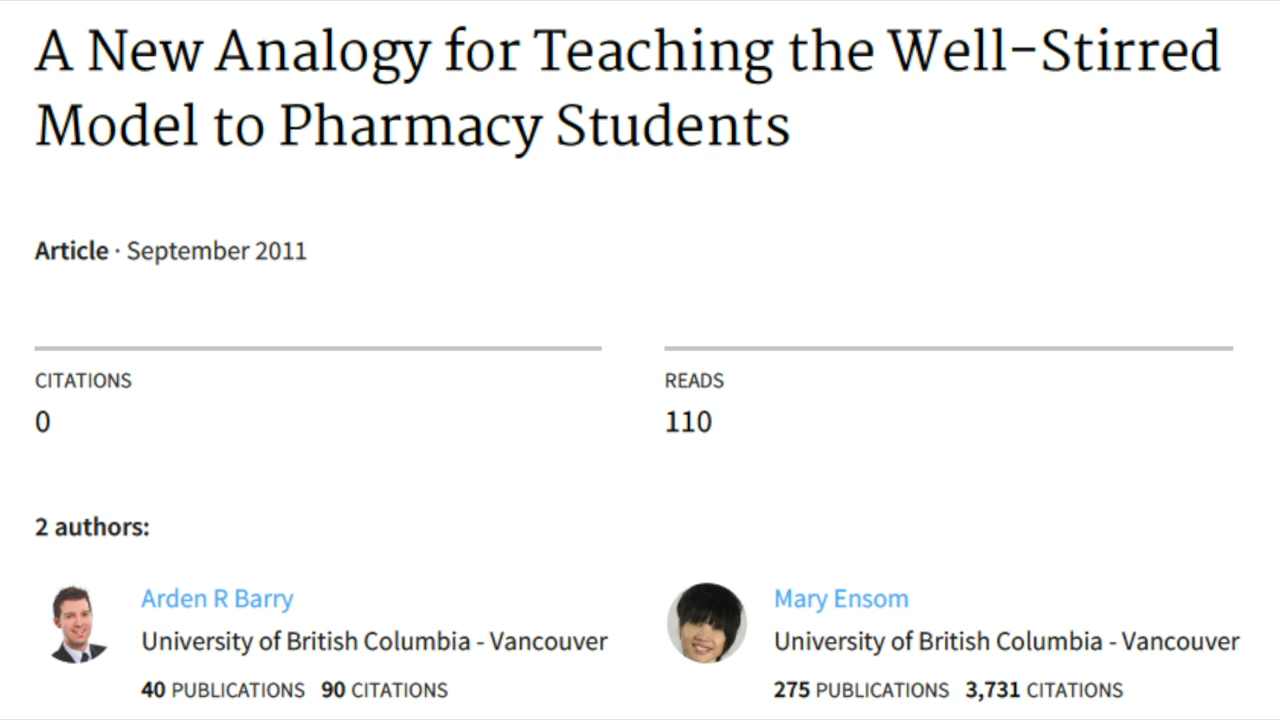 A New Analogy for Teaching the Well-Stirred
Model to Pharmacy Students
Article · September 2011
CITATIONS
0
READS
110
2 authors:
Arden R Barry
University of British Columbia - Vancouver
40 PUBLICATIONS 90 CITATIONS
Mary Ensom
University of British Columbia - Vancouver
275 PUBLICATIONS 3,731 CITATIONS